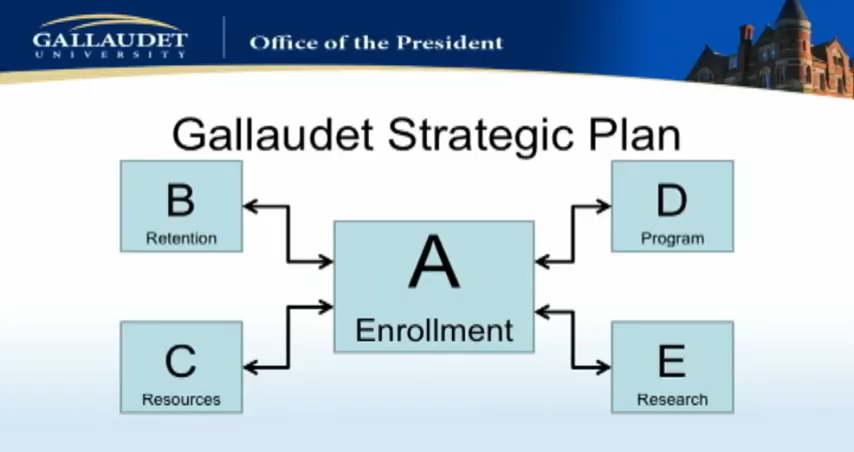 GALLAUDET
UNIVERSITY
Office of the President
Gallaudet Strategic Plan
B
Retention
D
Program
A
Enrollment
C
Resources
E
Research